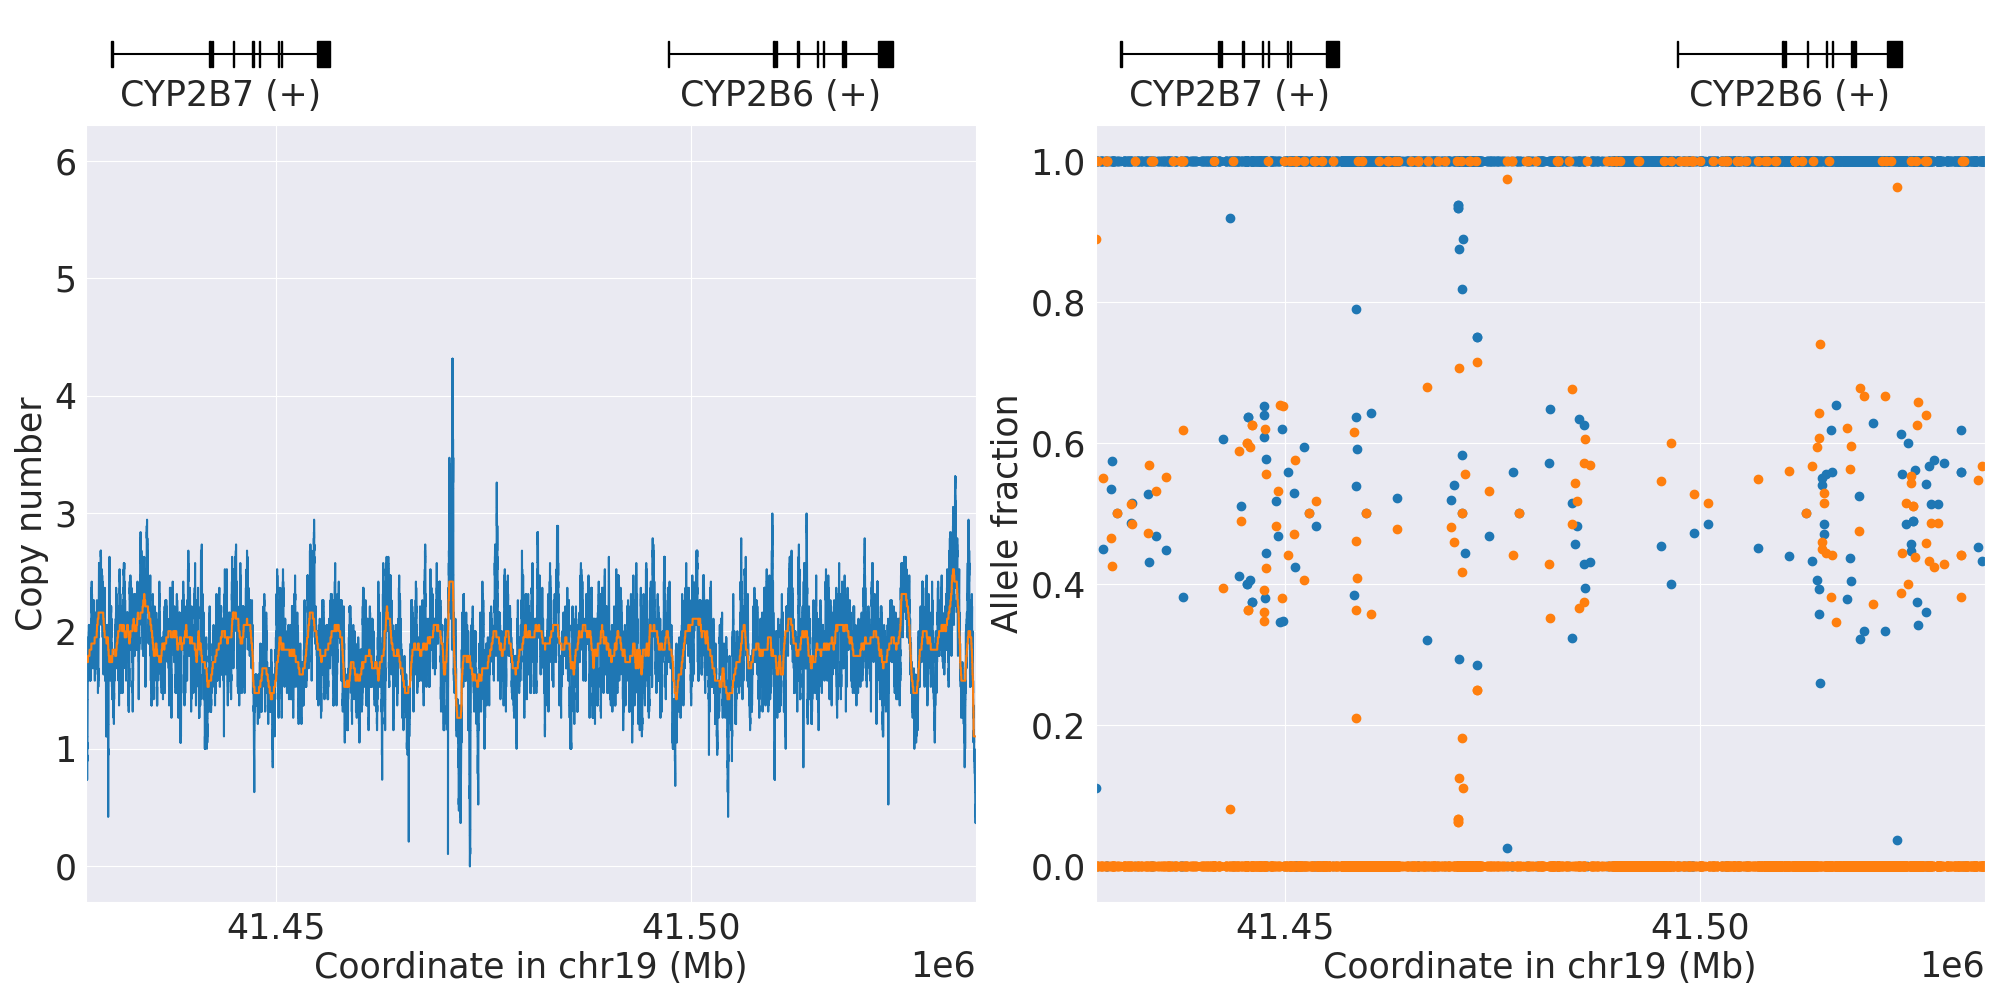 CYP2B7 (+)
CYP2B6 (+)
CYP2B7 (+)
CYP2B6 (+)
6
5
4
3
2
1
0
Copy number
41.45
41.50
Coordinate in chr19 (Mb)
1e6
1.0
0.8
0.6
0.4
0.2
0.0
Allele fraction
41.45
41.50
Coordinate in chr19 (Mb)
1e6